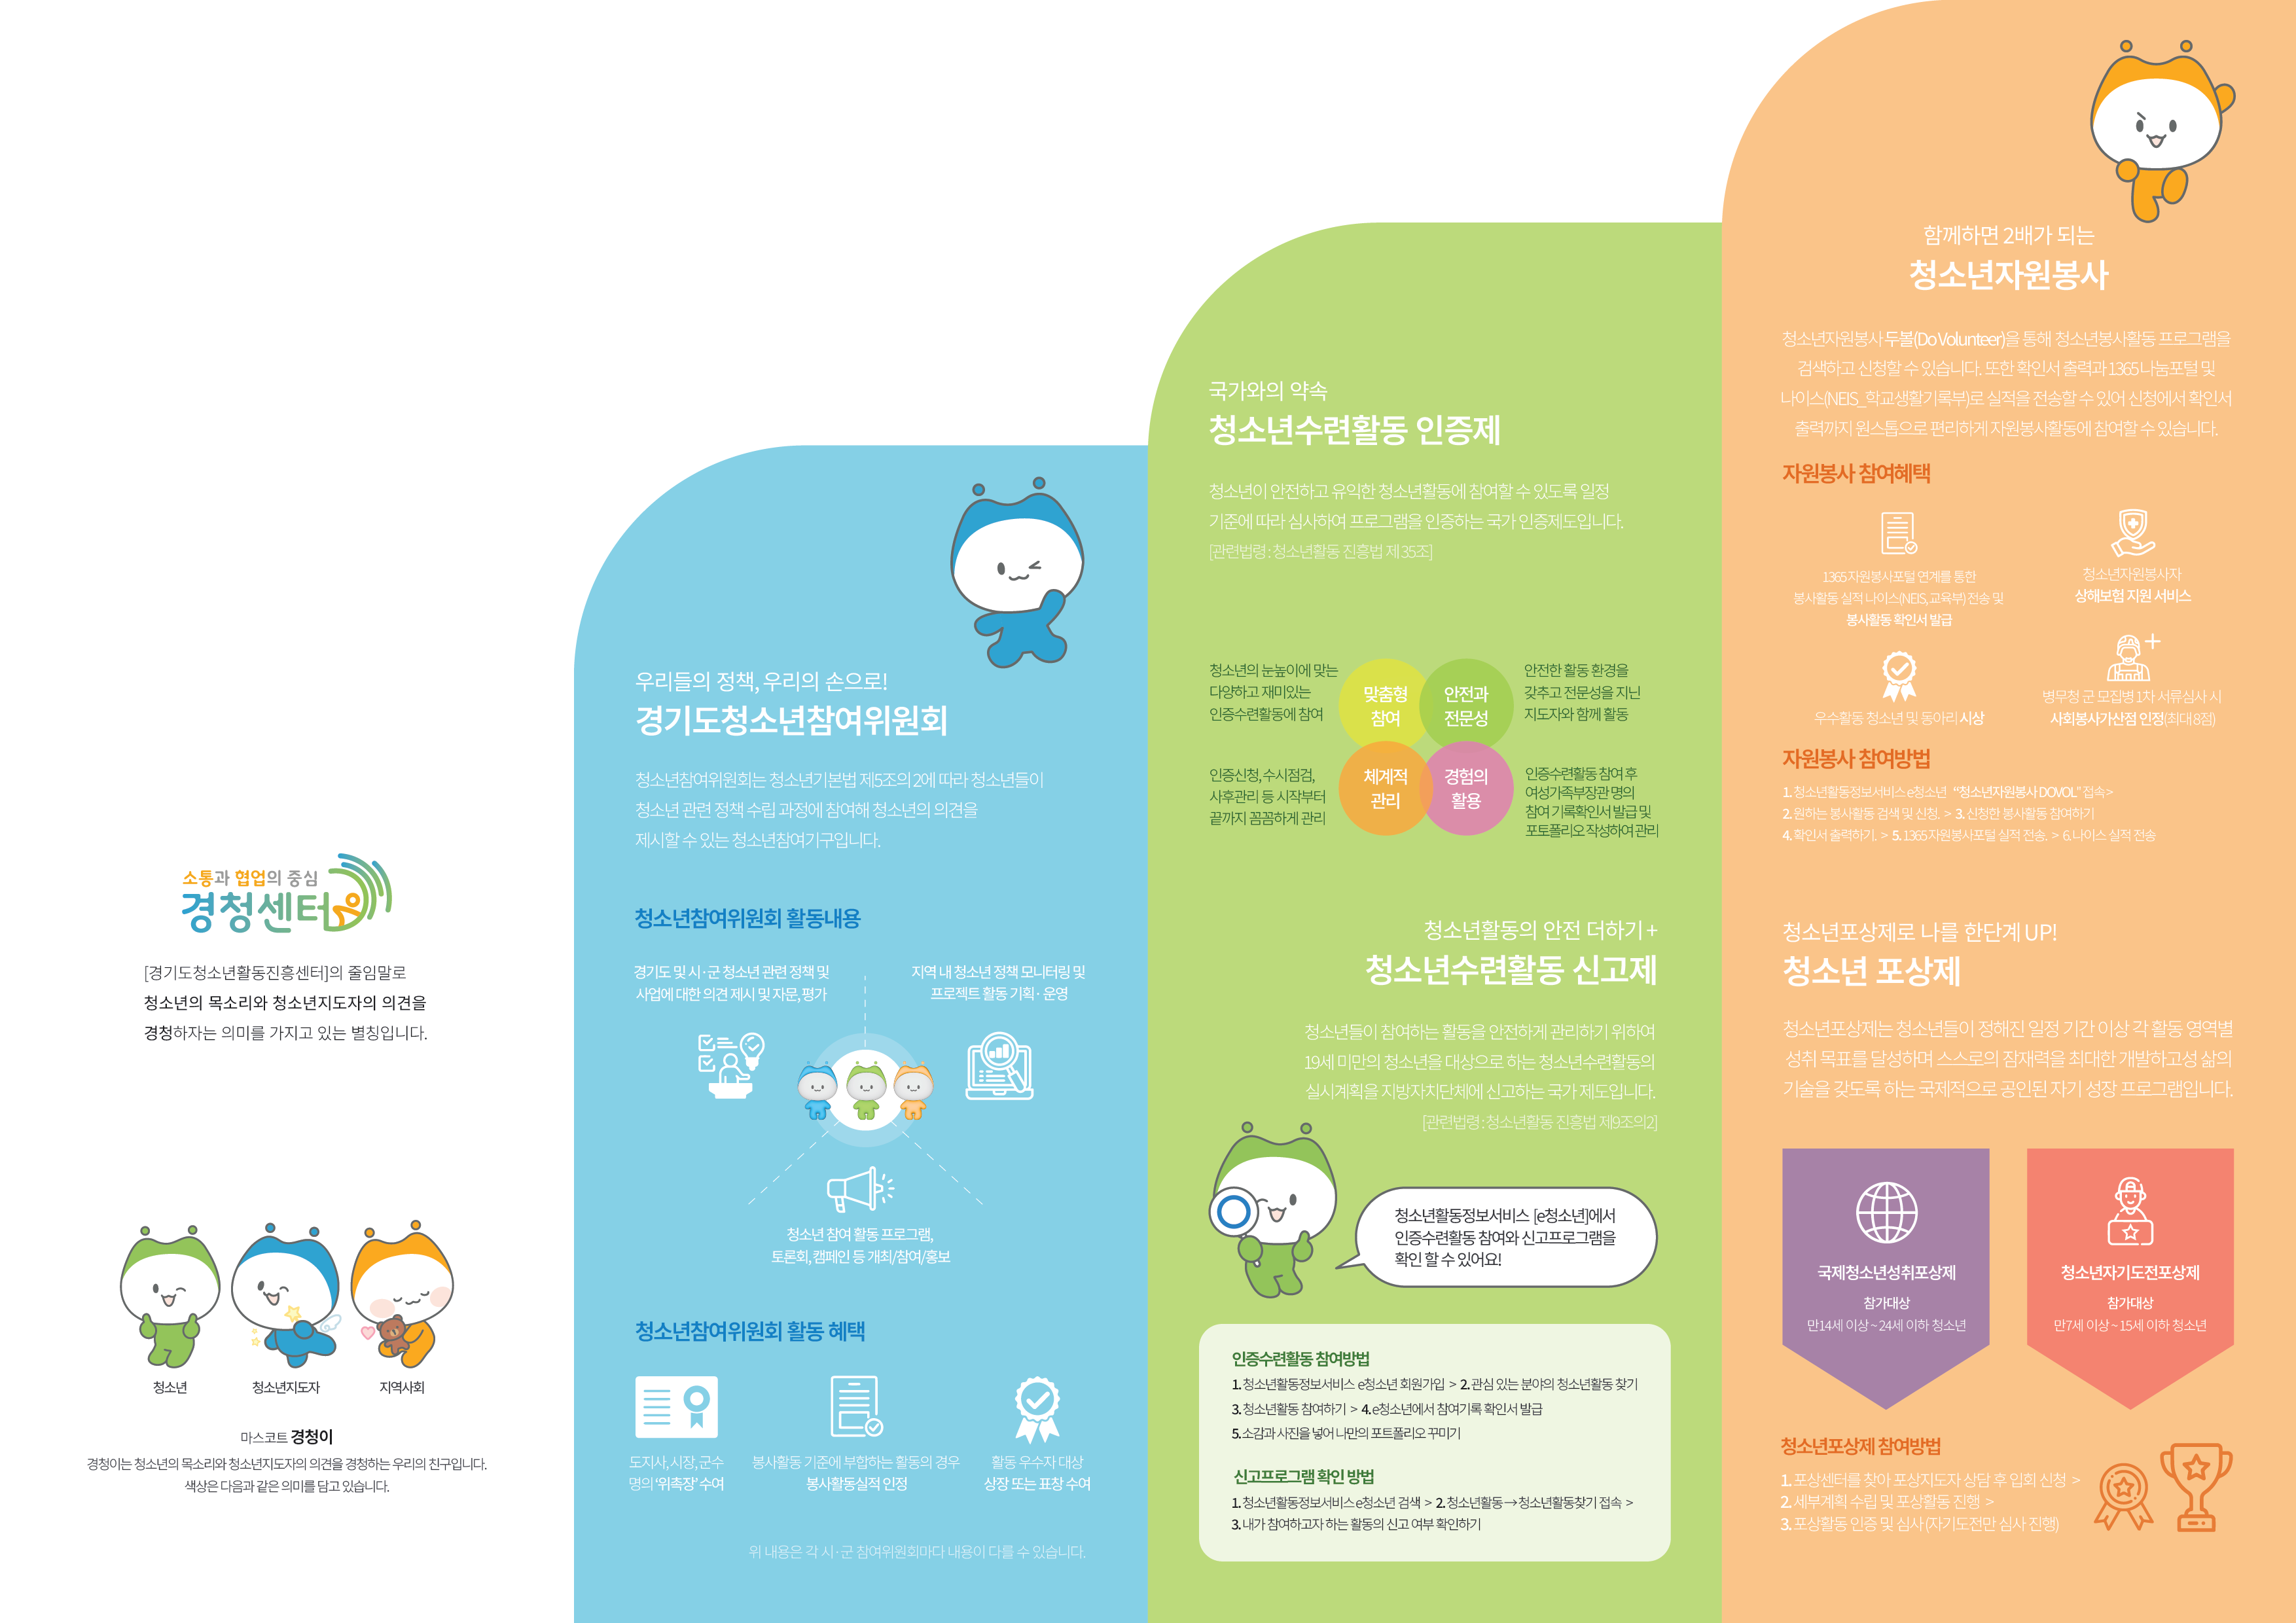 소통과 협업의 중심
경청센터
[경기도청소년활동진흥센터]의 줄임말로
청소년의 목소리와 청소년지도자의 의견을
경청하자는 의미를 가지고 있는 별칭입니다.
청소년
청소년지도자
지역사회
마스코트 경청이
경청이는 청소년의 목소리와 청소년지도자의 의견을 경청하는 우리의 친구입니다.
색상은 다음과 같은 의미를 담고 있습니다.
우리들의 정책, 우리의 손으로!
경기도청소년참여위원회
청소년참여위원회는 청소년기본법 제5조의 2에 따라 청소년들이
청소년 관련 정책 수립 과정에 참여해 청소년의 의견을
제시할 수 있는 청소년참여기구입니다.
청소년참여위원회 활동내용
경기도 및 시·군 청소년 관련 정책 및
사업에 대한 의견 제시 및 자문, 평가
지역 내 청소년 정책 모니터링 및
프로젝트 활동 기획· 운영
청소년 참여 활동 프로그램,
토론회, 캠페인 등 개최/참여/홍보
청소년참여위원회 활동 혜택
도지사, 시장, 군수
명의 '위촉장' 수여
봉사활동 기준에 부합하는 활동의 경우
봉사활동실적 인정
활동 우수자 대상
상장 또는 표창 수여
위 내용은 각 시·군 참여위원회마다 내용이 다를 수 있습니다.
국가와의 약속
청소년수련활동 인증제
청소년이 안전하고 유익한 청소년활동에 참여할 수 있도록 일정
기준에 따라 심사하여 프로그램을 인증하는 국가 인증제도입니다.
[관련법령 : 청소년활동 진흥법 제 35조]
청소년의 눈높이에 맞는
다양하고 재미있는
인증수련활동에 참여
맞춤형
참여
안전과
전문성
안전한 활동 환경을
갖추고 전문성을 지닌
지도자와 함께 활동
인증신청, 수시점검,
사후관리 등 시작부터
끝까지 꼼꼼하게 관리
체계적
관리
경험의
활용
인증수련활동 참여 후
여성가족부장관 명의
참여 기록확인서 발급 및
포토폴리오 작성하여 관리
청소년활동의 안전 더하기 +
청소년수련활동 신고제
청소년들이 참여하는 활동을 안전하게 관리하기 위하여
19세 미만의 청소년을 대상으로 하는 청소년수련활동의
실시계획을 지방자치단체에 신고하는 국가 제도입니다.
[관련법령 : 청소년활동 진흥법 제9조의2]
청소년활동정보서비스 [e청소년]에서
인증수련활동 참여와 신고프로그램을
확인 할 수 있어요!
인증수련활동 참여방법
1. 청소년활동정보서비스 e청소년 회원가입 > 2. 관심 있는 분야의 청소년활동 찾기
3. 청소년활동 참여하기 > 4. e청소년에서 참여기록 확인서 발급
5. 소감과 사진을 넣어 나만의 포트폴리오 꾸미기
신고프로그램 확인 방법
1. 청소년활동정보서비스 e청소년 검색 > 2. 청소년활동→청소년활동찾기 접속 >
3. 내가 참여하고자 하는 활동의 신고 여부 확인하기
함께하면 2배가 되는
청소년자원봉사
청소년자원봉사 두볼(Do Volunteer)을 통해 청소년봉사활동 프로그램을
검색하고 신청할 수 있습니다. 또한 확인서 출력과 1365 나눔포털 및
나이스(NEIS_학교생활기록부)로 실적을 전송할 수 있어 신청에서 확인서
출력까지 원스톱으로 편리하게 자원봉사활동에 참여할 수 있습니다.
자원봉사 참여혜택
1365 자원봉사포털 연계를 통한
봉사활동 실적 나이스(NEIS, 교육부) 전송 및
봉사활동 확인서 발급
청소년자원봉사자
상해보험 지원 서비스
우수활동 청소년 및 동아리 시상
병무청 군 모집병 1차 서류심사 시
사회봉사가산점 인정(최대 8점)
자원봉사 참여방법
1. 청소년활동정보서비스 e청소년 "청소년자원봉사 DOVOL" 접속 >
2. 원하는 봉사활동 검색 및 신청. > 3. 신청한 봉사활동 참여하기
4. 확인서 출력하기. > 5. 1365 자원봉사포털 실적 전송. > 6. 나이스 실적 전송
청소년포상제로 나를 한단계 UP!
청소년 포상제
청소년포상제는 청소년들이 정해진 일정 기간 이상 각 활동 영역별
성취 목표를 달성하며 스스로의 잠재력을 최대한 개발하고성 삶의
기술을 갖도록 하는 국제적으로 공인된 자기 성장 프로그램입니다.
국제청소년성취포상제
참가대상
만14세 이상 ~ 24세 이하 청소년
청소년자기도전포상제
참가대상
만7세 이상 ~ 15세 이하 청소년
청소년포상제 참여방법
1. 포상센터를 찾아 포상지도자 상담 후 입회 신청 >
2. 세부계획 수립 및 포상활동 진행 >
3. 포상활동 인증 및 심사 (자기도전만 심사 진행)